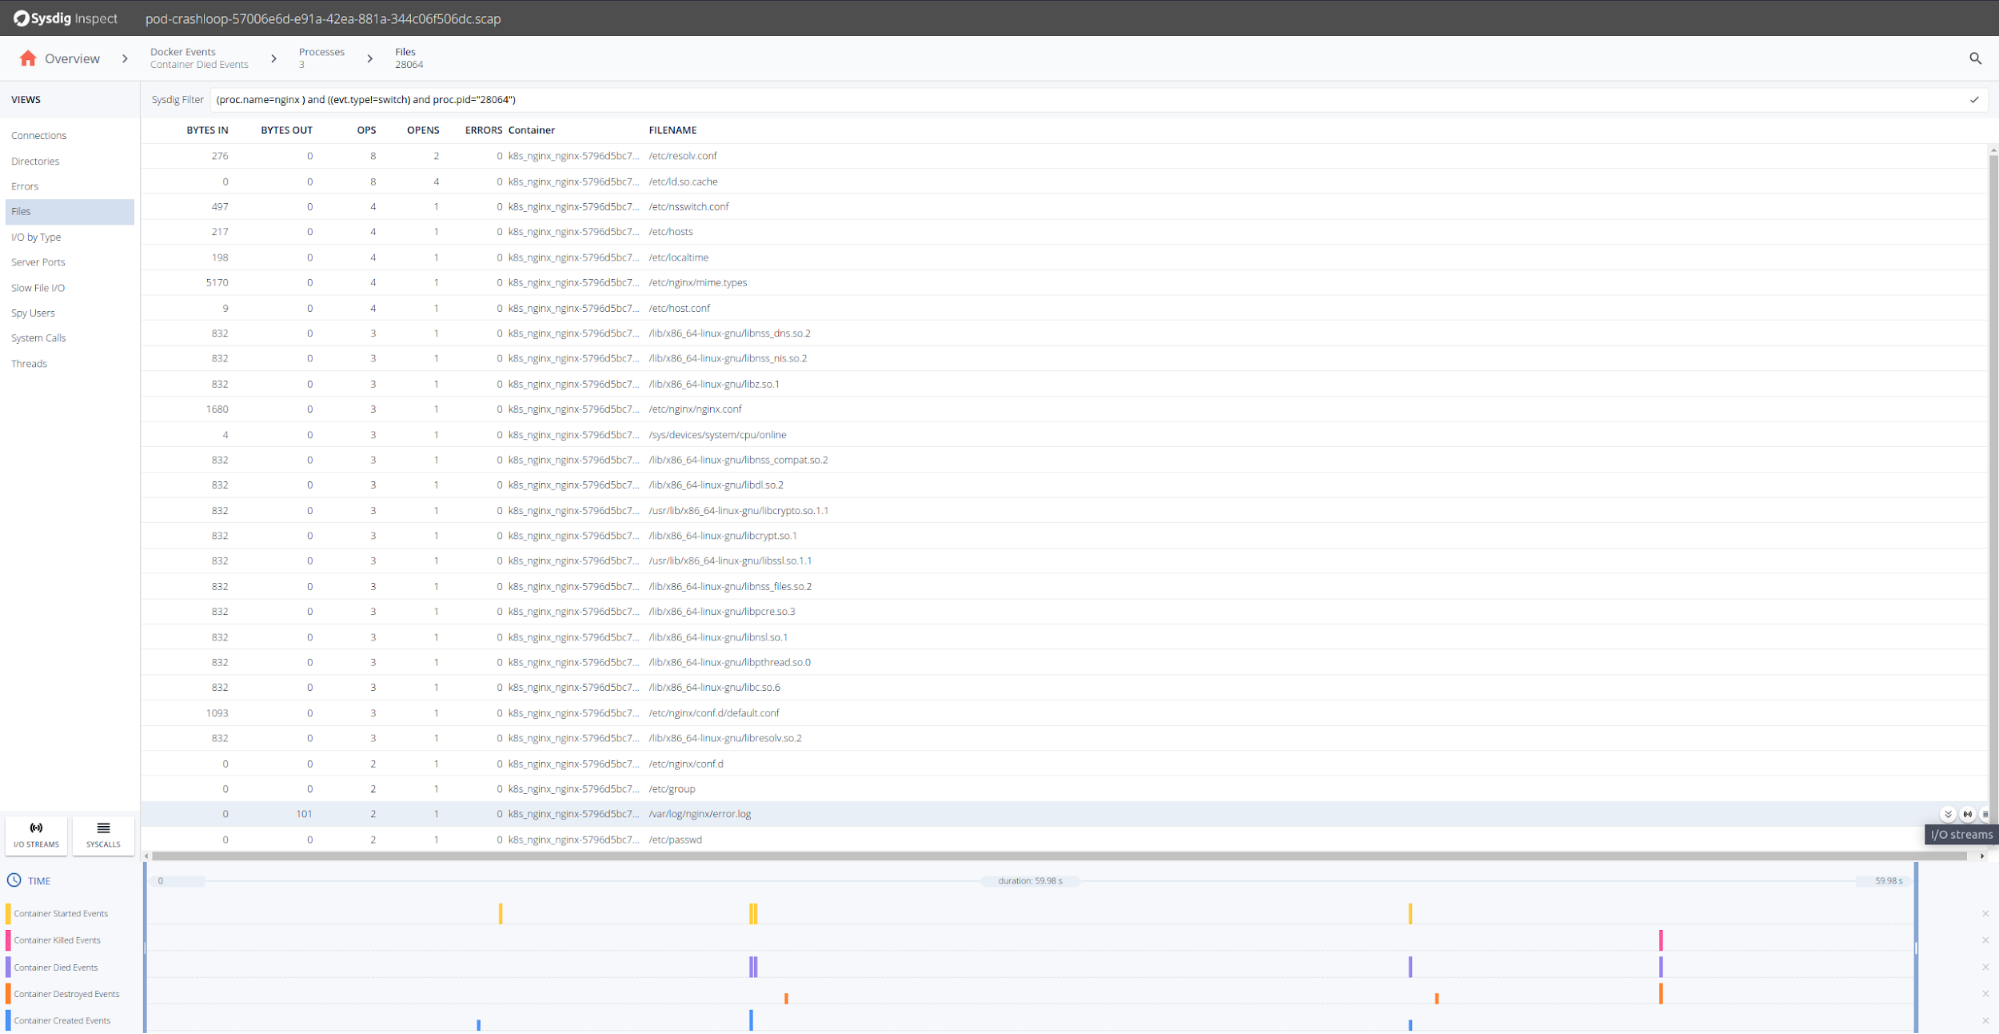 Sysdig Inspect pod-crashloop-57006e6d-e91a-42ea-881a-344c06f506dc.scap
Overview Docker Events Processes Files
Container Died Events 3 28064
VIEWS Sysdig Filter (proc.name=nginx ) and ((evt.type!=switch) and proc.pid="28064")
Connections
Directories
Errors
Files
I/O by Type
Server Ports
Slow File I/O
Spy Users
System Calls
Threads
BYTES IN BYTES OUT OPS OPENS ERRORS Container FILENAME
276 0 8 2 0 k8s_nginx_nginx-5796d5bc7... /etc/resolv.conf
0 0 8 4 0 k8s_nginx_nginx-5796d5bc7... /etc/ld.so.cache
497 0 4 1 0 k8s_nginx_nginx-5796d5bc7... /etc/nsswitch.conf
217 0 4 1 0 k8s_nginx_nginx-5796d5bc7... /etc/hosts
198 0 4 1 0 k8s_nginx_nginx-5796d5bc7... /etc/localtime
5170 0 4 1 0 k8s_nginx_nginx-5796d5bc7... /etc/nginx/mime.types
9 0 4 1 0 k8s_nginx_nginx-5796d5bc7... /etc/host.conf
832 0 3 1 0 k8s_nginx_nginx-5796d5bc7... /lib/x86_64-linux-gnu/libnss_dns.so.2
832 0 3 1 0 k8s_nginx_nginx-5796d5bc7... /lib/x86_64-linux-gnu/libnss_nis.so.2
832 0 3 1 0 k8s_nginx_nginx-5796d5bc7... /lib/x86_64-linux-gnu/libz.so.1
1680 0 3 1 0 k8s_nginx_nginx-5796d5bc7... /etc/nginx/nginx.conf
4 0 3 1 0 k8s_nginx_nginx-5796d5bc7... /sys/devices/system/cpu/online
832 0 3 1 0 k8s_nginx_nginx-5796d5bc7... /lib/x86_64-linux-gnu/libnss_compat.so.2
832 0 3 1 0 k8s_nginx_nginx-5796d5bc7... /lib/x86_64-linux-gnu/libdl.so.2
832 0 3 1 0 k8s_nginx_nginx-5796d5bc7... /usr/lib/x86_64-linux-gnu/libcrypto.so.1.1
832 0 3 1 0 k8s_nginx_nginx-5796d5bc7... /lib/x86_64-linux-gnu/libcrypt.so.1
832 0 3 1 0 k8s_nginx_nginx-5796d5bc7... /usr/lib/x86_64-linux-gnu/libssl.so.1.1
832 0 3 1 0 k8s_nginx_nginx-5796d5bc7... /lib/x86_64-linux-gnu/libnss_files.so.2
832 0 3 1 0 k8s_nginx_nginx-5796d5bc7... /lib/x86_64-linux-gnu/libpcre.so.3
832 0 3 1 0 k8s_nginx_nginx-5796d5bc7... /lib/x86_64-linux-gnu/libnsl.so.1
832 0 3 1 0 k8s_nginx_nginx-5796d5bc7... /lib/x86_64-linux-gnu/libpthread.so.0
832 0 3 1 0 k8s_nginx_nginx-5796d5bc7... /lib/x86_64-linux-gnu/libc.so.6
1093 0 3 1 0 k8s_nginx_nginx-5796d5bc7... /etc/nginx/conf.d/default.conf
832 0 3 1 0 k8s_nginx_nginx-5796d5bc7... /lib/x86_64-linux-gnu/libresolv.so.2
0 0 2 1 0 k8s_nginx_nginx-5796d5bc7... /etc/nginx/conf.d
0 0 2 1 0 k8s_nginx_nginx-5796d5bc7... /etc/group
0 101 2 1 0 k8s_nginx_nginx-5796d5bc7... /var/log/nginx/error.log
0 0 2 1 0 k8s_nginx_nginx-5796d5bc7... /etc/passwd
I/O streams
I/O STREAMS SYSCALLS
TIME 0 duration: 59.98 s 59.98 s
Container Started Events
Container Killed Events
Container Died Events
Container Destroyed Events
Container Created Events